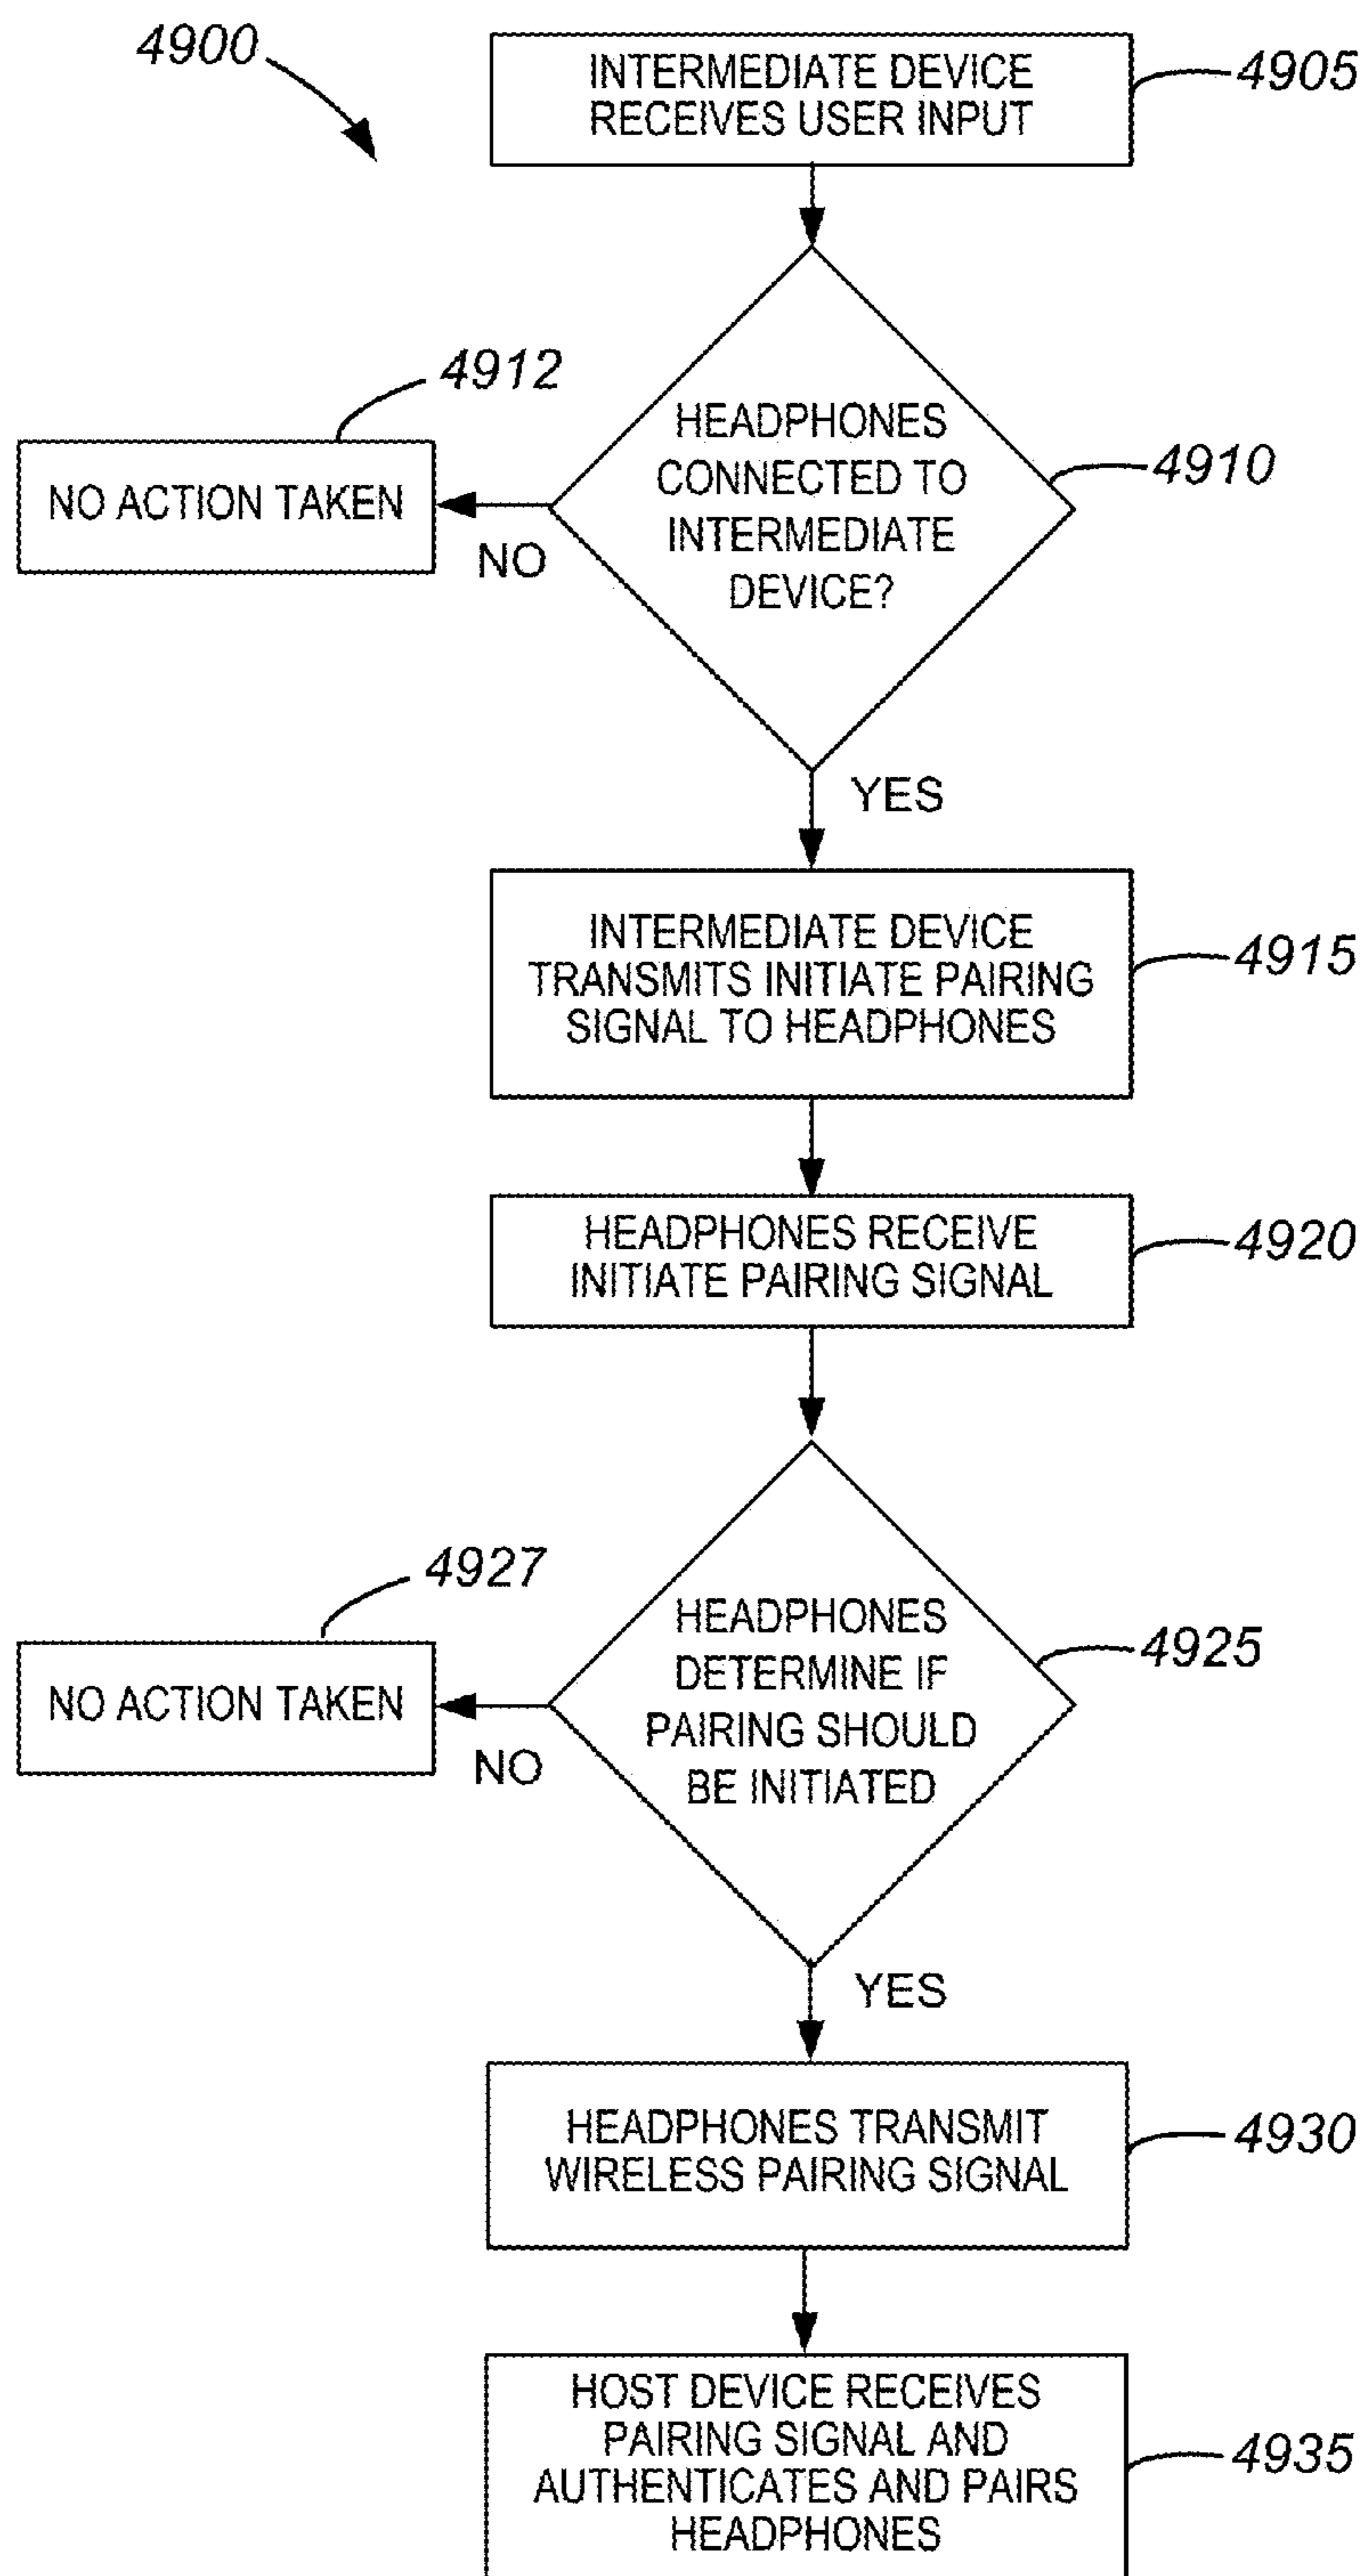 4900
INTERMEDIATE DEVICE
RECEIVES USER INPUT
4905
HEADPHONES
CONNECTED TO
INTERMEDIATE
DEVICE?
4910
4912
NO ACTION TAKEN
NO
YES
INTERMEDIATE DEVICE
TRANSMITS INITIATE PAIRING
SIGNAL TO HEADPHONES
4915
HEADPHONES RECEIVE
INITIATE PAIRING SIGNAL
4920
HEADPHONES
DETERMINE IF
PAIRING SHOULD
BE INITIATED
4925
4927
NO ACTION TAKEN
NO
YES
HEADPHONES TRANSMIT
WIRELESS PAIRING SIGNAL
4930
HOST DEVICE RECEIVES
PAIRING SIGNAL AND
AUTHENTICATES AND PAIRS
HEADPHONES
4935